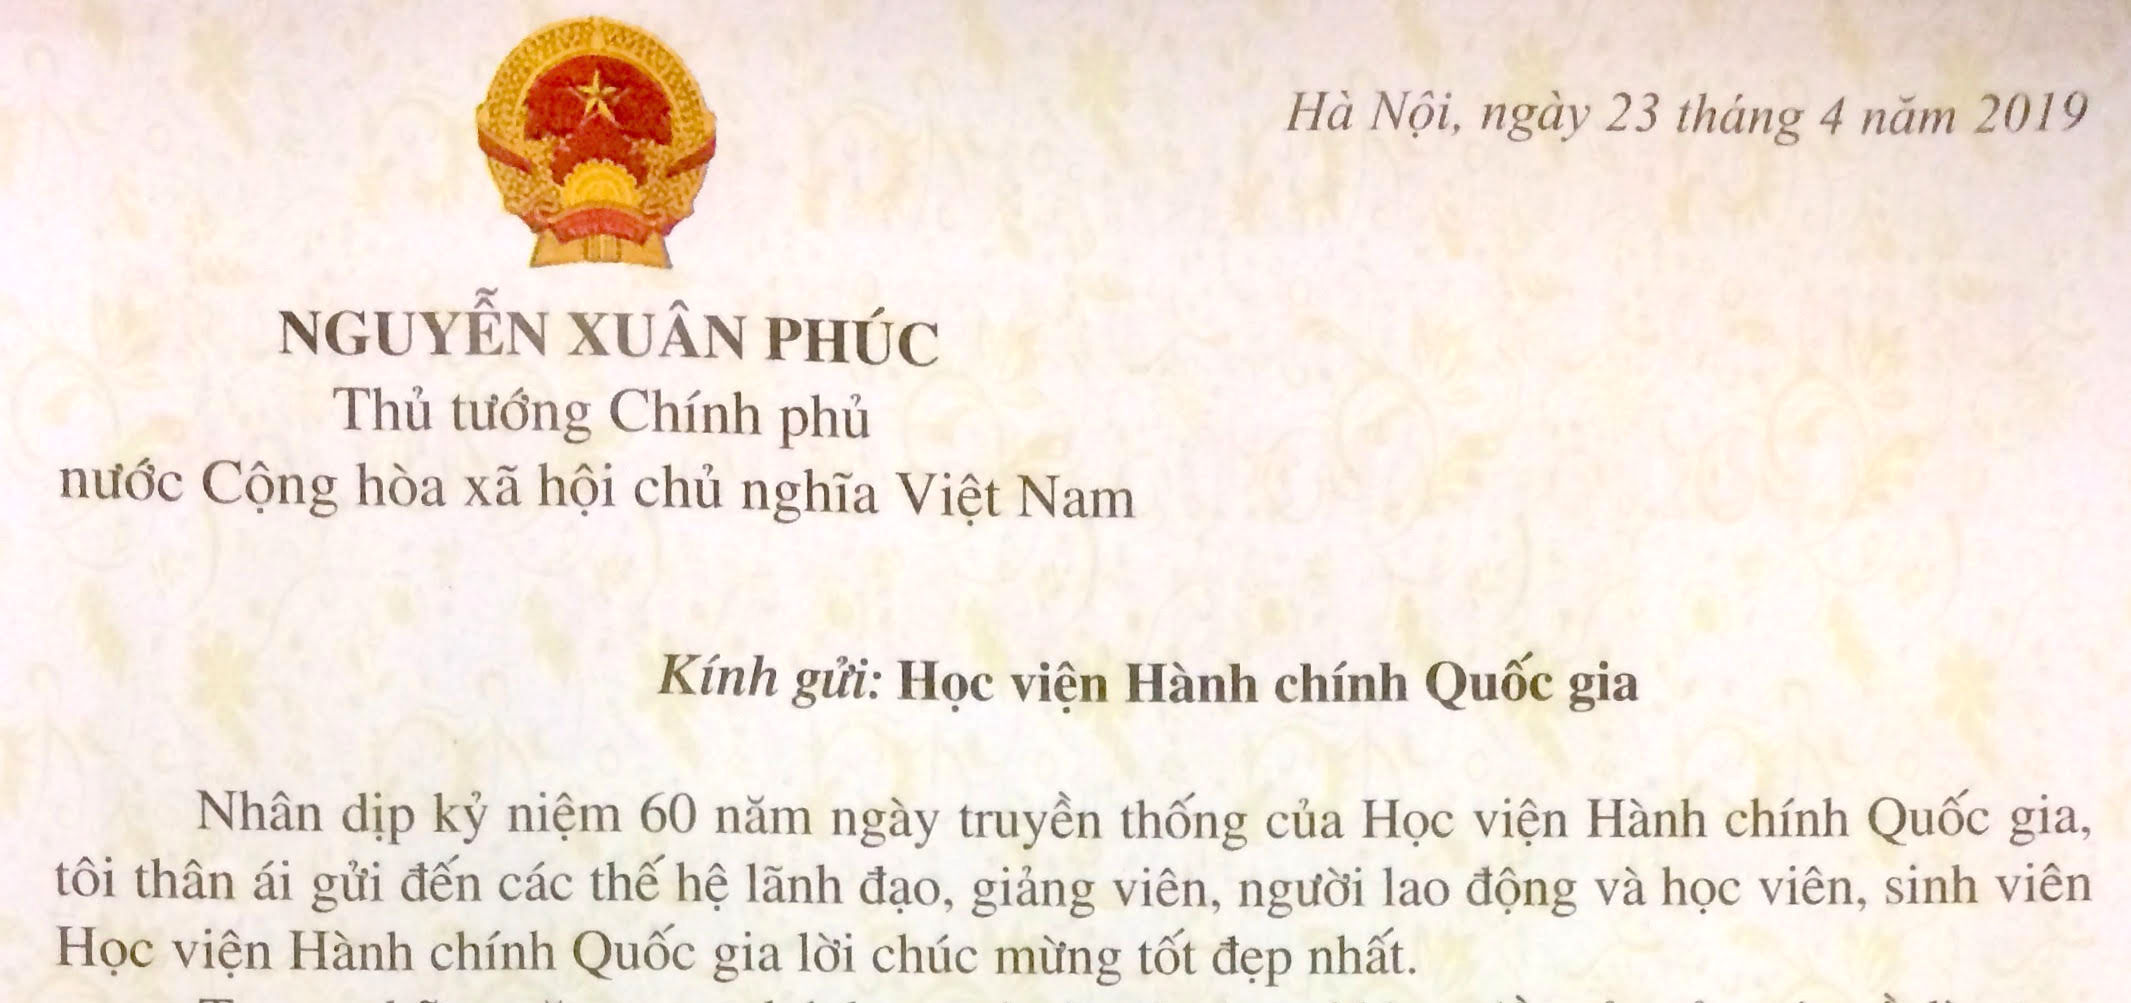 Hà Nội, ngày 23 tháng 4 năm 2019
NGUYỄN XUÂN PHÚC
Thủ tướng Chính phủ
nước Cộng hòa xã hội chủ nghĩa Việt Nam
Kính gửi: Học viện Hành chính Quốc gia
Nhân dịp kỷ niệm 60 năm ngày truyền thống của Học viện Hành chính Quốc gia,
tôi thân ái gửi đến các thế hệ lãnh đạo, giảng viên, người lao động và học viên, sinh viên
Học viện Hành chính Quốc gia lời chúc mừng tốt đẹp nhất.